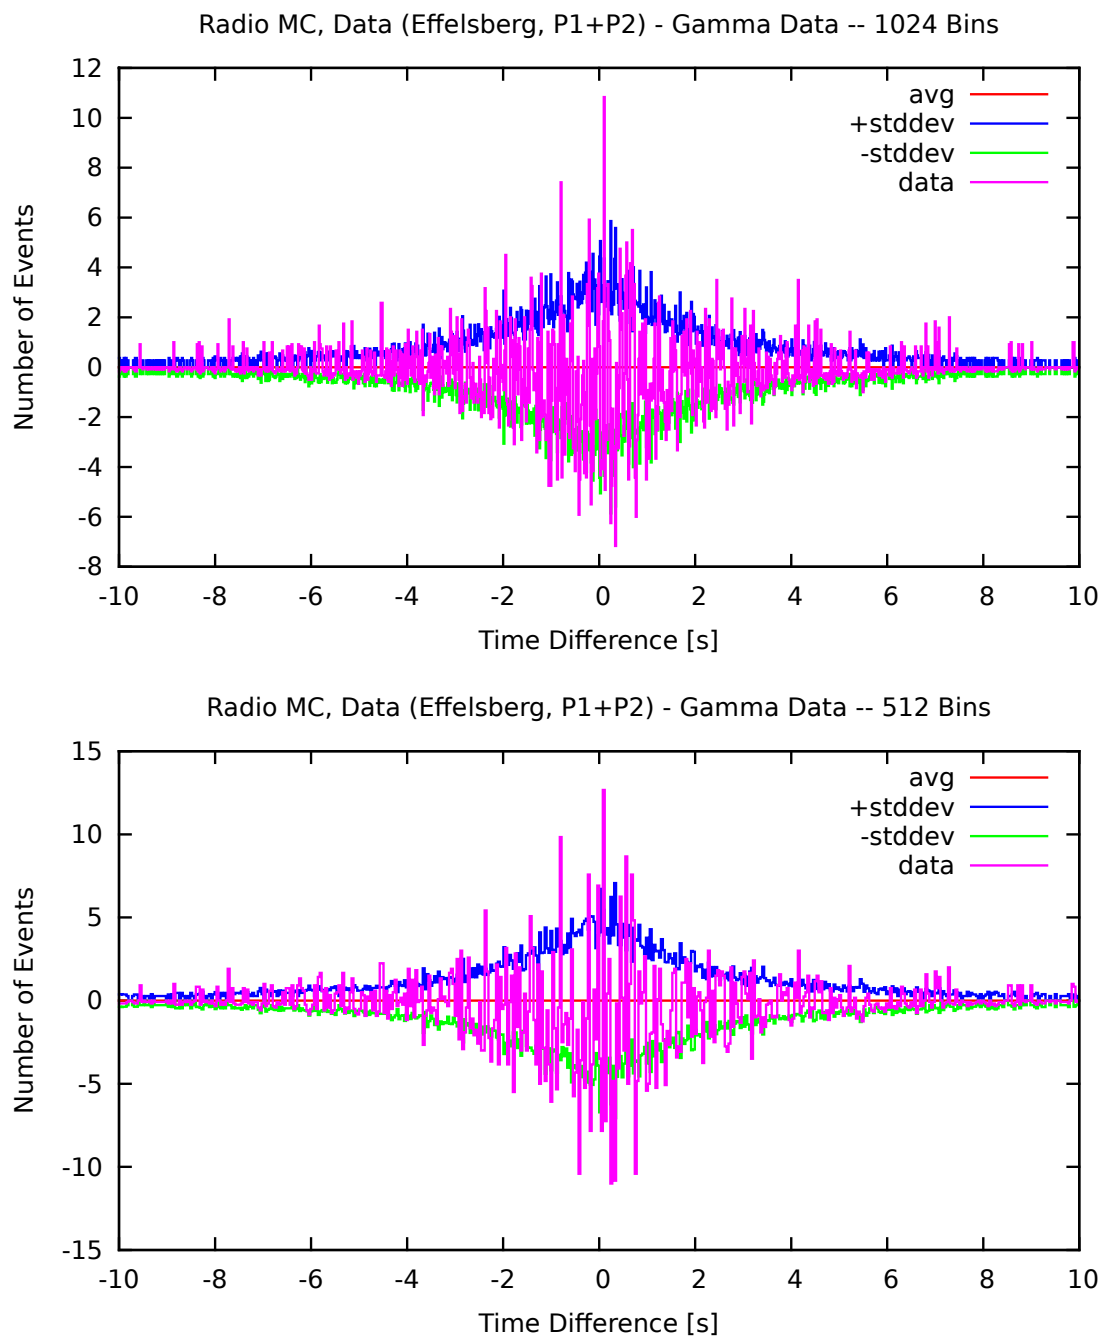 Radio MC, Data (Effelsberg, P1+P2) - Gamma Data -- 1024 Bins
12
10
8
6
4
2
0
-2
-4
-6
-8
Number of Events
avg
+stddev
-stddev
data
-10 -8 -6 -4 -2 0 2 4 6 8 10
Time Difference [s]
Radio MC, Data (Effelsberg, P1+P2) - Gamma Data -- 512 Bins
15
10
5
0
-5
-10
-15
Number of Events
avg
+stddev
-stddev
data
-10 -8 -6 -4 -2 0 2 4 6 8 10
Time Difference [s]